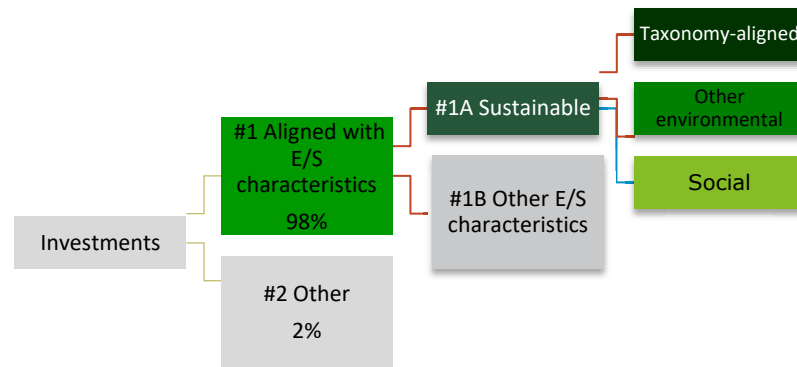 Taxonomy-aligned
#1A Sustainable
Other
environmental
#1 Aligned with
E/S
characteristics
98%
#1B Other E/S
characteristics
Social
Investments
#2 Other
2%